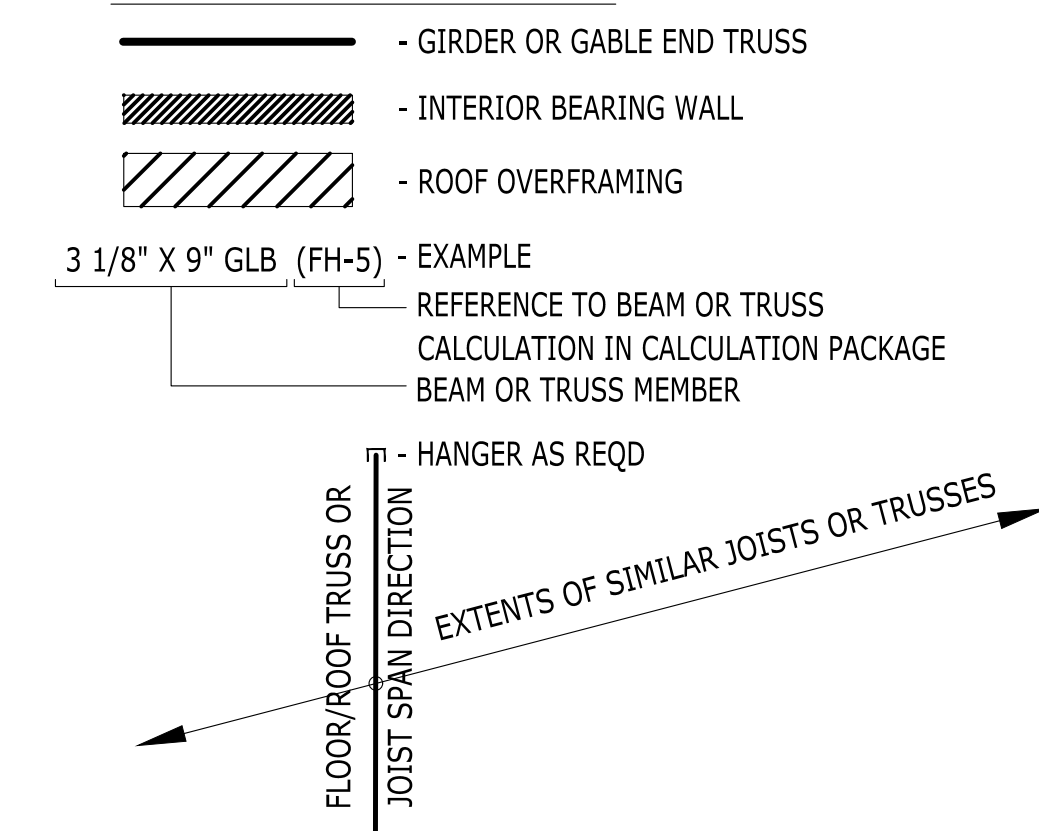 - GIRDER OR GABLE END TRUSS
- INTERIOR BEARING WALL
- ROOF OVERFRAMING
3 1/8" X 9" GLB (FH-5) - EXAMPLE
REFERENCE TO BEAM OR TRUSS
CALCULATION IN CALCULATION PACKAGE
BEAM OR TRUSS MEMBER
- HANGER AS REQD
FLOOR/ROOF TRUSS OR
JOIST SPAN DIRECTION
EXTENTS OF SIMILAR JOISTS OR TRUSSES